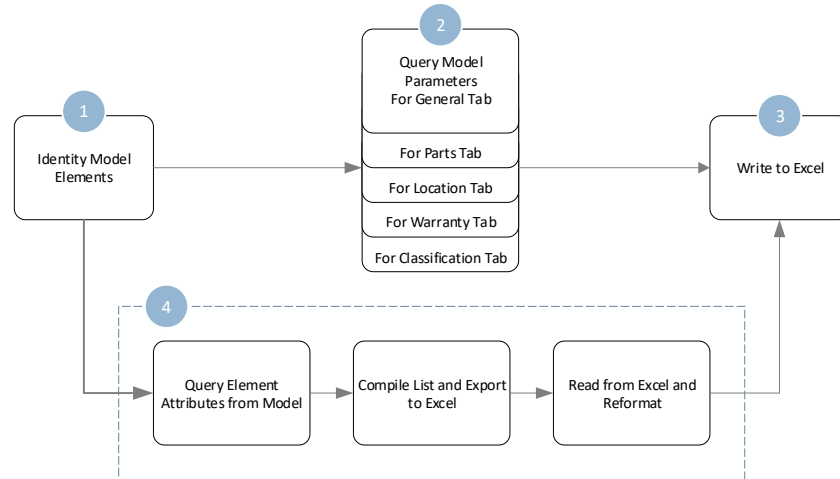 2
Query Model
Parameters
For General Tab
1
3
Identity Model
Elements
For Parts Tab
Write to Excel
For Location Tab
For Warranty Tab
For Classification Tab
4
Query Element
Attributes from Model
Compile List and Export
to Excel
Read from Excel and
Reformat